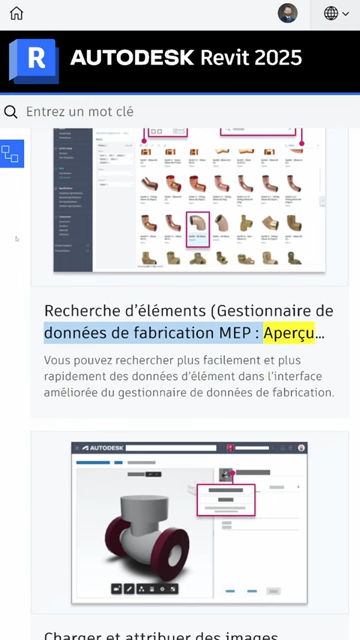 R AUTODESK Revit 2025
Entrez un mot clé
Recherche d'éléments (Gestionnaire de
données de fabrication MEP : Aperçu...
Vous pouvez rechercher plus facilement et plus
rapidement des données d'élément dans l'interface
améliorée du gestionnaire de données de fabrication.
AUTODESK
Charger et attribuer des images